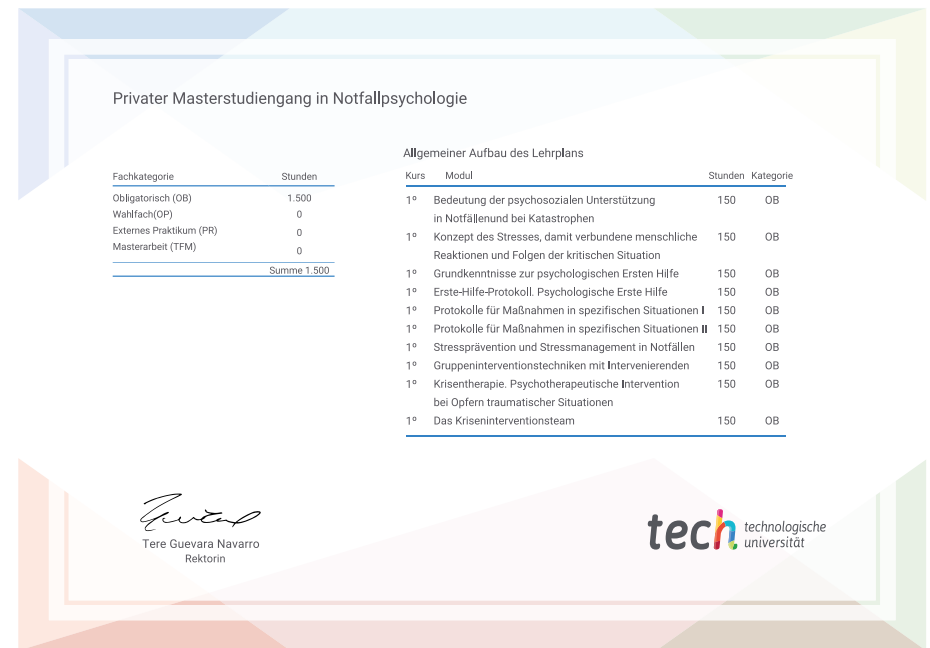 Privater Masterstudiengang in Notfallpsychologie
Fachkategorie Stunden
Obligatorisch (OB) 1.500
Wahlfach(OP) 0
Externes Praktikum (PR) 0
Masterarbeit (TFM) 0
Summe 1.500
Allgemeiner Aufbau des Lehrplans
Kurs Modul Stunden Kategorie
1º Bedeutung der psychosozialen Unterstützung 150 OB
in Notfällenund bei Katastrophen
1º Konzept des Stresses, damit verbundene menschliche 150 OB
Reaktionen und Folgen der kritischen Situation
1º Grundkenntnisse zur psychologischen Ersten Hilfe 150 OB
1º Erste-Hilfe-Protokoll. Psychologische Erste Hilfe 150 OB
1º Protokolle für Maßnahmen in spezifischen Situationen I 150 OB
1º Protokolle für Maßnahmen in spezifischen Situationen II 150 OB
1º Stressprävention und Stressmanagement in Notfällen 150 OB
1º Gruppeninterventionstechniken mit Intervenierenden 150 OB
1º Krisentherapie. Psychotherapeutische Intervention 150 OB
bei Opfern traumatischer Situationen
1º Das Kriseninterventionsteam 150 OB
Tere Guevara Navarro
Rektorin
tech technologische
universität